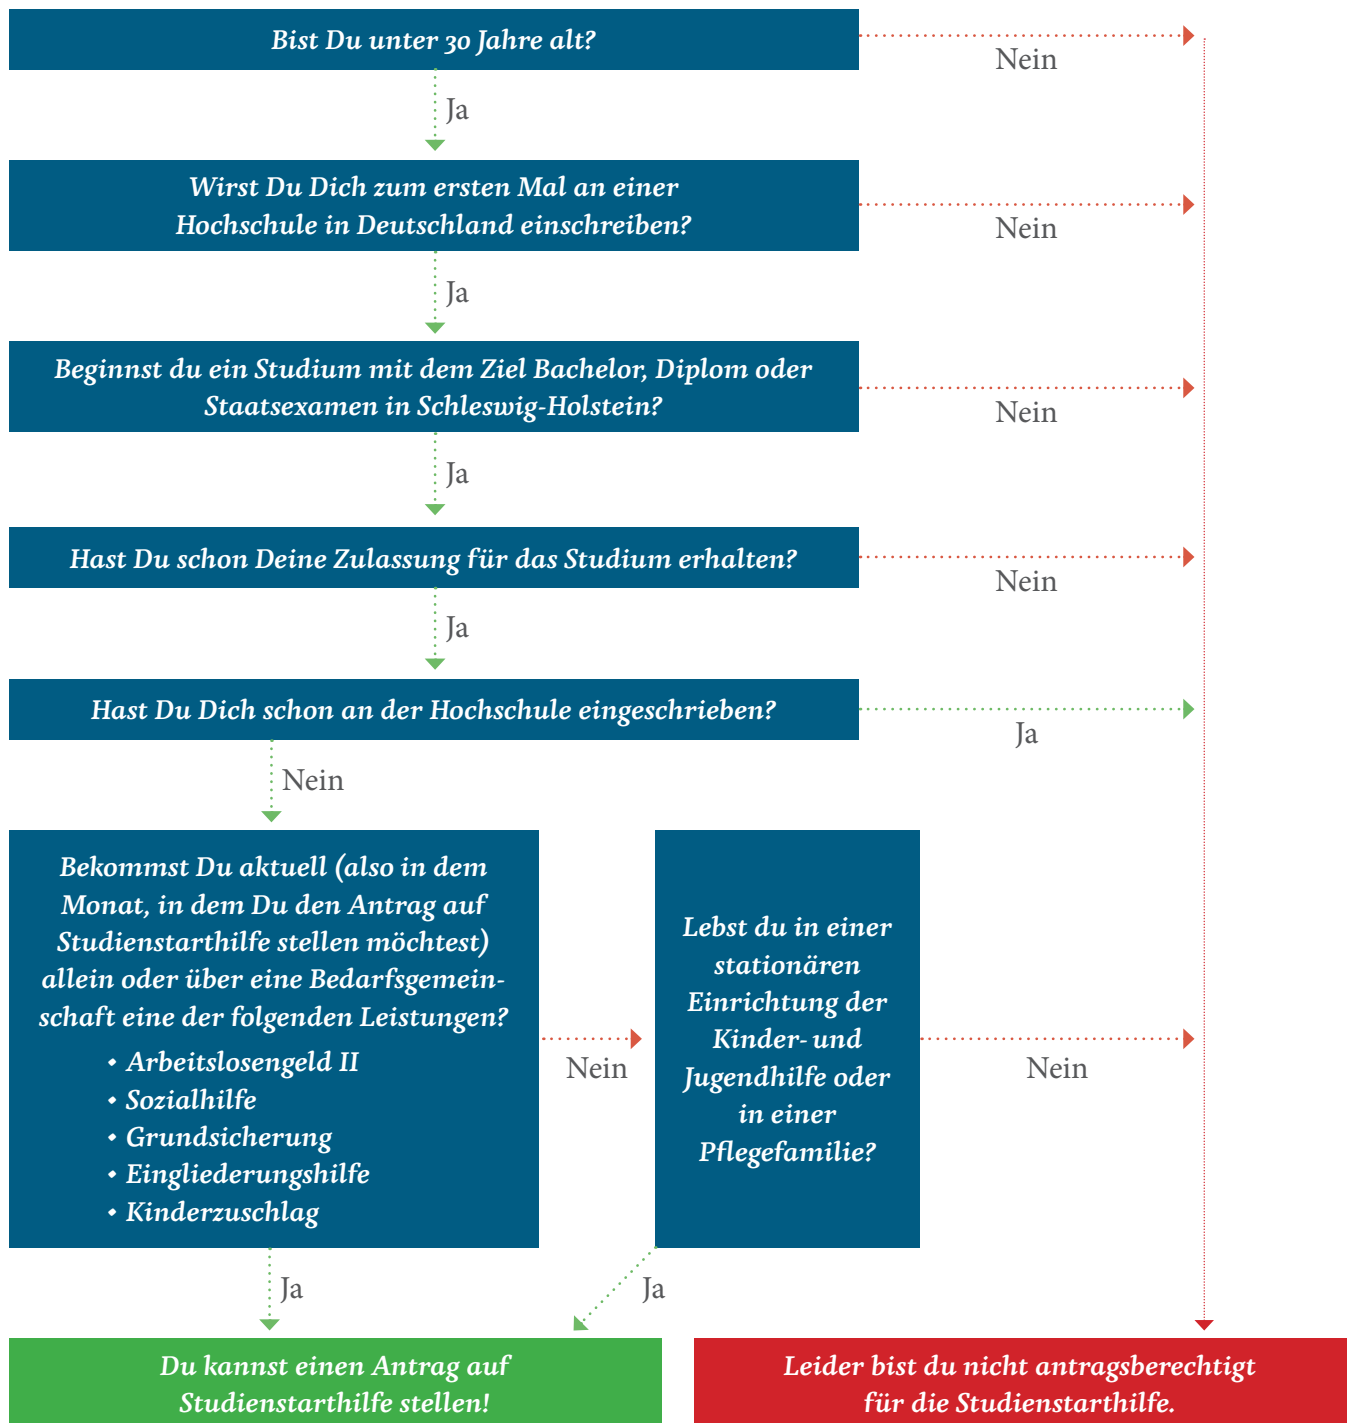 Bist Du unter 30 Jahre alt?
Nein
Ja
Wirst Du Dich zum ersten Mal an einer
Hochschule in Deutschland einschreiben?
Nein
Ja
Beginnst du ein Studium mit dem Ziel Bachelor, Diplom oder
Staatsexamen in Schleswig-Holstein?
Nein
Ja
Hast Du schon Deine Zulassung für das Studium erhalten?
Nein
Ja
Hast Du Dich schon an der Hochschule eingeschrieben?
Ja
Nein
Bekommst Du aktuell (also in dem
Monat, in dem Du den Antrag auf
Studienstarthilfe stellen möchtest)
allein oder über eine Bedarfsgemein-
schaft eine der folgenden Leistungen?
• Arbeitslosengeld II
• Sozialhilfe
• Grundsicherung
• Eingliederungshilfe
• Kinderzuschlag
Nein
Lebst du in einer
stationären
Einrichtung der
Kinder- und
Jugendhilfe oder
in einer
Pflegefamilie?
Nein
Ja
Ja
Du kannst einen Antrag auf
Studienstarthilfe stellen!
Leider bist du nicht antragsberechtigt
für die Studienstarthilfe.